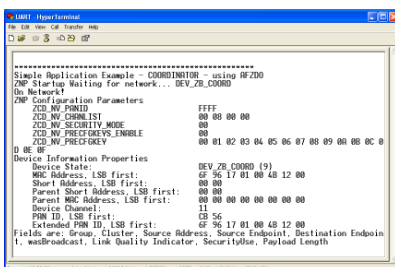 UART - HyperTerminal
File Edit View Call Transfer Help
****************************************************
Simple Application Example - COORDINATOR - using AFZDO
ZNP Startup Waiting for network... DEV_ZB_COORD
On Network!
ZNP Configuration Parameters
ZCD_NV_PANID FFFF
ZCD_NV_CHANLIST 00 08 00 00
ZCD_NV_SECURITY_MODE 00
ZCD_NV_PRECFGKEYS_ENABLE 00
ZCD_NV_PRECFGKEY 00 01 02 03 04 05 06 07 08 09 0A 0B 0C 0
D 0E 0F
Device Information Properties
Device State: DEV_ZB_COORD (9)
MAC Address, LSB first: 6F 96 17 01 00 4B 12 00
Short Address, LSB first: 00 00
Parent Short Address, LSB first: 00 00
Parent MAC Address, LSB first: 00 00 00 00 00 00 00 00
Device Channel: 11
PAN ID, LSB first: CB 56
Extended PAN ID, LSB first: 6F 96 17 01 00 4B 12 00
Fields are: Group, Cluster, Source Address, Source Endpoint, Destination Endpoin
t, wasBroadcast, Link Quality Indicator, SecurityUse, Payload Length